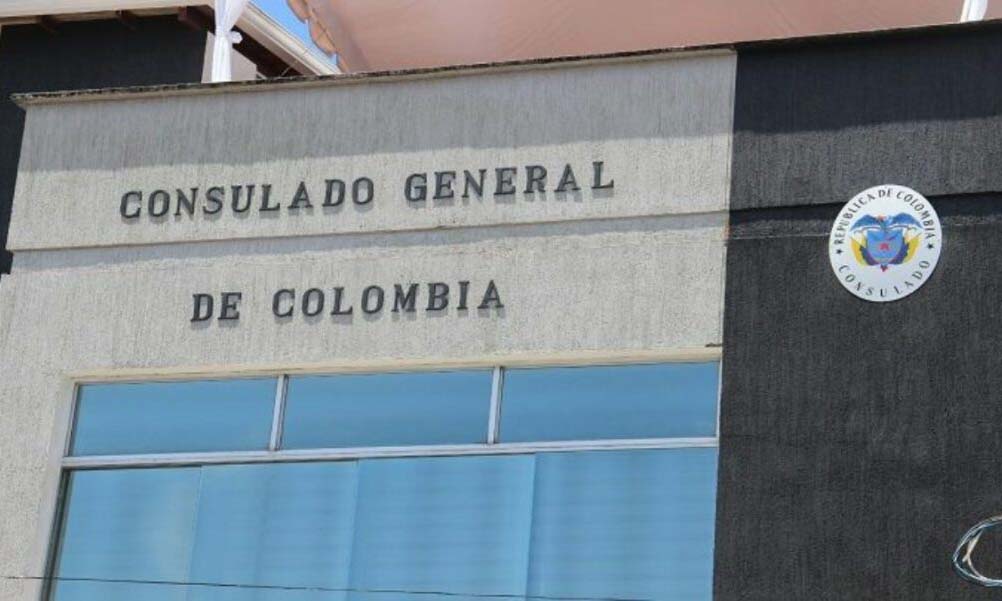 CONSULADO GENERAL
DE COLOMBIA
★ REPUBLICA DE COLOMBIA ★
CONSULADO